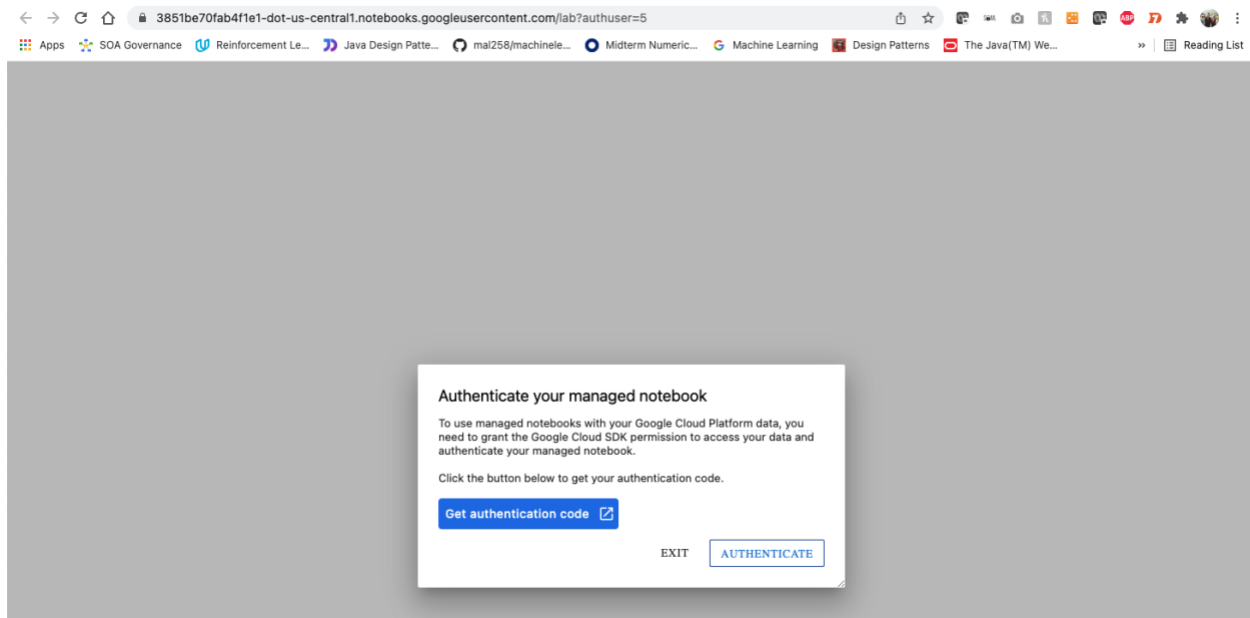 3851be70fab4f1e1-dot-us-central1.notebooks.googleusercontent.com/lab?authuser=5
Apps SOA Governance Reinforcement Le... Java Design Patte... mal258/machinele... Midterm Numeric... Machine Learning Design Patterns The Java(TM) We... » Reading List
Authenticate your managed notebook
To use managed notebooks with your Google Cloud Platform data, you
need to grant the Google Cloud SDK permission to access your data and
authenticate your managed notebook.
Click the button below to get your authentication code.
Get authentication code
EXIT AUTHENTICATE